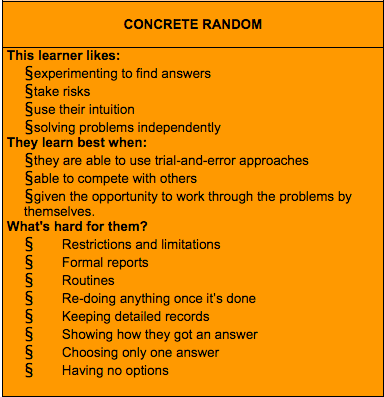 CONCRETE RANDOM
This learner likes:
§experimenting to find answers
§take risks
§use their intuition
§solving problems independently
They learn best when:
§they are able to use trial-and-error approaches
§able to compete with others
§given the opportunity to work through the problems by
themselves.
What's hard for them?
§ Restrictions and limitations
§ Formal reports
§ Routines
§ Re-doing anything once it's done
§ Keeping detailed records
§ Showing how they got an answer
§ Choosing only one answer
§ Having no options